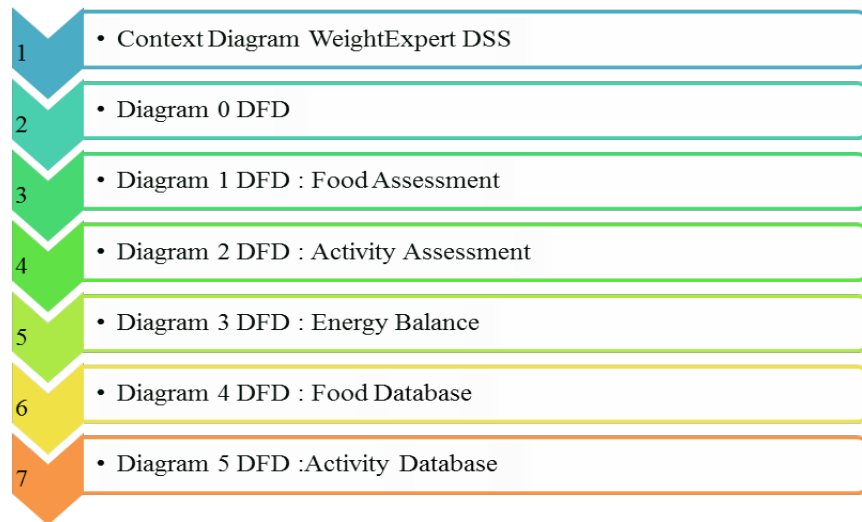 1 • Context Diagram WeightExpert DSS
2 • Diagram 0 DFD
3 • Diagram 1 DFD : Food Assessment
4 • Diagram 2 DFD : Activity Assessment
5 • Diagram 3 DFD : Energy Balance
6 • Diagram 4 DFD : Food Database
7 • Diagram 5 DFD :Activity Database